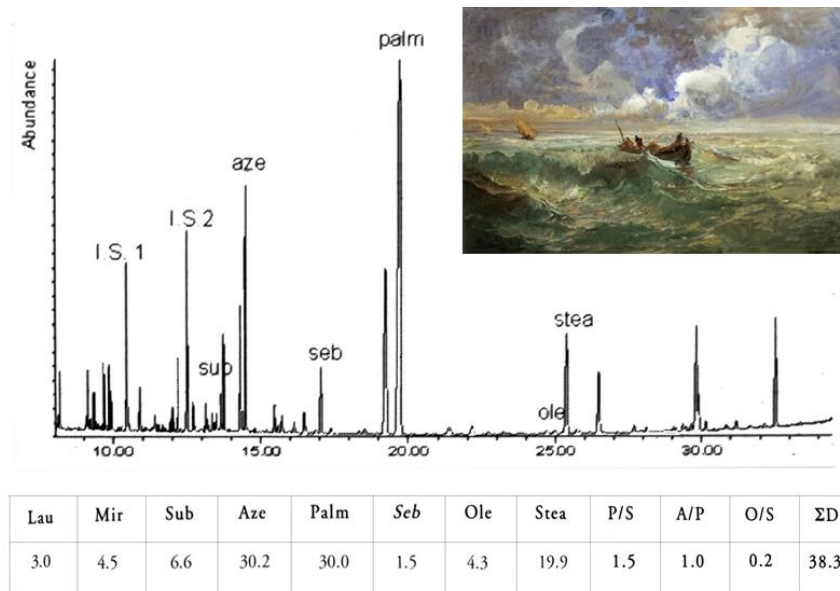 palm
Abundance
aze
I.S. 1
I.S.2
sup
seb
stea
ole
10.00 15.00 20.00 25.00 30.00
Lau Mir Sub Aze Palm Seb Ole Stea P/S A/P O/S ΣD
3.0 4.5 6.6 30.2 30.0 1.5 4.3 19.9 1.5 1.0 0.2 38.3